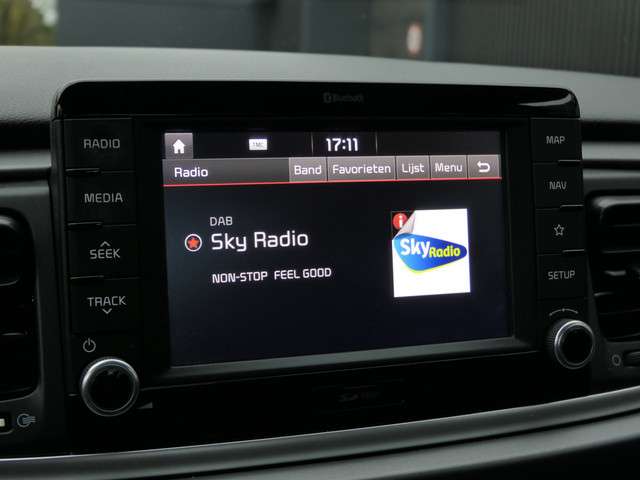 Bluetooth
RADIO
MEDIA
SEEK
TRACK
17:11
Radio
Band
Favorieten
Lijst
Menu
DAB
Sky Radio
NON-STOP FEEL GOOD
i
Sky
Radio
MAP
NAV
SETUP